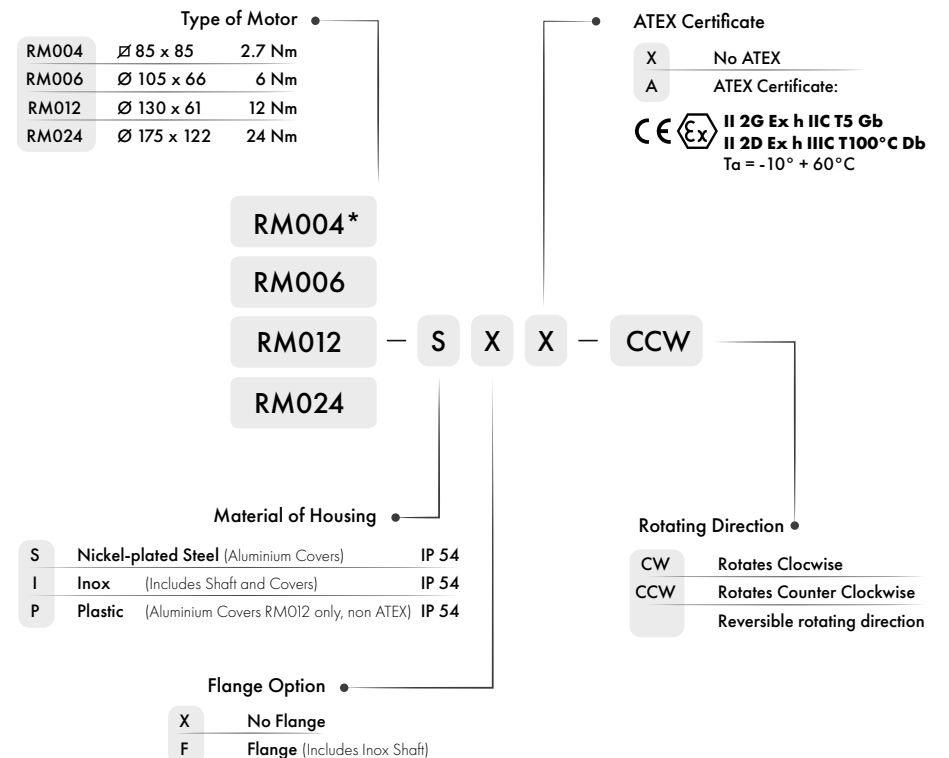 Type of Motor
RM004 ⌀ 85 x 85 2.7 Nm
RM006 Ø 105 x 66 6 Nm
RM012 Ø 130 x 61 12 Nm
RM024 Ø 175 x 122 24 Nm
ATEX Certificate
X No ATEX
A ATEX Certificate:
CE Ex II 2G Ex h IIC T5 Gb
II 2D Ex h IIIC T100°C Db
Ta = -10° + 60°C
RM004*
RM006
RM012 — S X X — CCW
RM024
Material of Housing
S Nickel-plated Steel (Aluminium Covers) IP 54
I Inox (Includes Shaft and Covers) IP 54
P Plastic (Aluminium Covers RM012 only, non ATEX) IP 54
Rotating Direction
CW Rotates Clocwise
CCW Rotates Counter Clockwise
Reversible rotating direction
Flange Option
X No Flange
F Flange (Includes Inox Shaft)